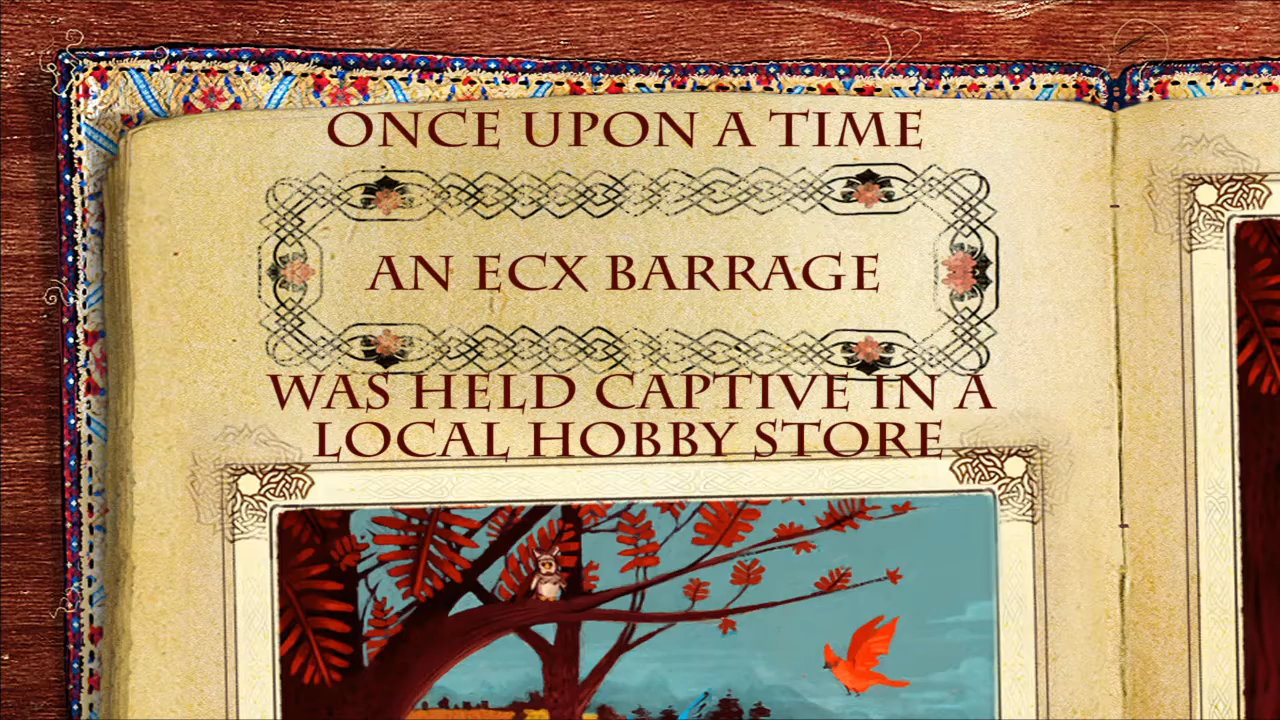 ONCE UPON A TIME
AN ECX BARRAGE
WAS HELD CAPTIVE IN A
LOCAL HOBBY STORE